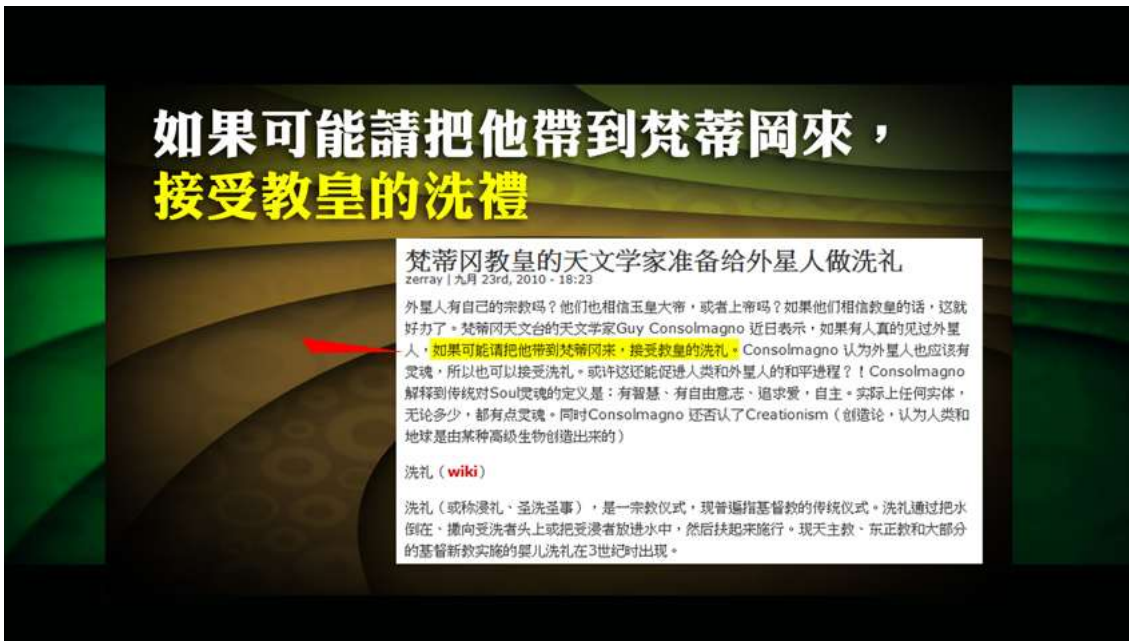 如果可能請把他帶到梵蒂岡來，
接受教皇的洗禮
梵蒂冈教皇的天文学家准备给外星人做洗礼
zerray | 九月 23rd, 2010 - 18:23
外星人有自己的宗教吗？他们也相信玉皇大帝，或者上帝吗？如果他们相信教皇的话，这就
好办了。梵蒂冈天文台的天文学家Guy Consolmagno 近日表示，如果有人真的见过外星
人，如果可能请把他带到梵蒂冈来，接受教皇的洗礼。Consolmagno 认为外星人也应该有
灵魂，所以也可以接受洗礼。或许这还能促进人类和外星人的和平进程？！Consolmagno
解释到传统对Soul灵魂的定义是：有智慧、有自由意志、追求爱，自主。实际上任何实体，
无论多少，都有点灵魂。同时Consolmagno 还否认了Creationism（创造论，认为人类和
地球是由某种高级生物创造出来的）
洗礼（wiki）
洗礼（或称浸礼、圣洗圣事），是一宗教仪式，现普遍指基督教的传统仪式。洗礼通过把水
倒在、撒向受洗者头上或把受浸者放进水中，然后扶起来施行。现天主教、东正教和大部分
的基督新教实施的婴儿洗礼在3世纪时出现。